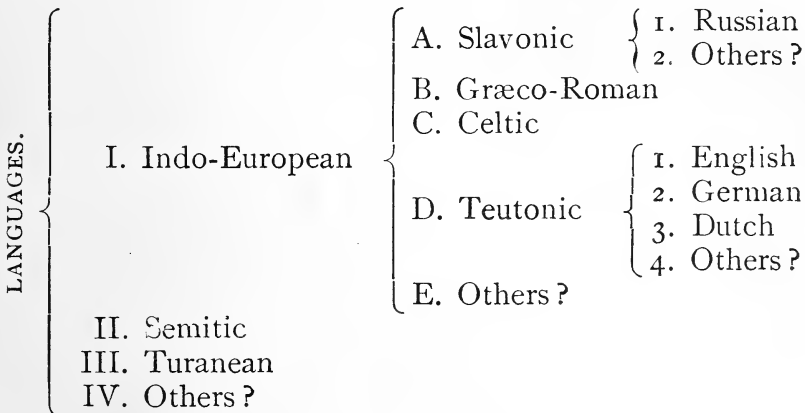 LANGUAGES.
I. Indo-European
A. Slavonic
1. Russian
2. Others?
B. Græco-Roman
C. Celtic
D. Teutonic
1. English
2. German
3. Dutch
4. Others?
E. Others?
II. Semitic
III. Turanean
IV. Others?